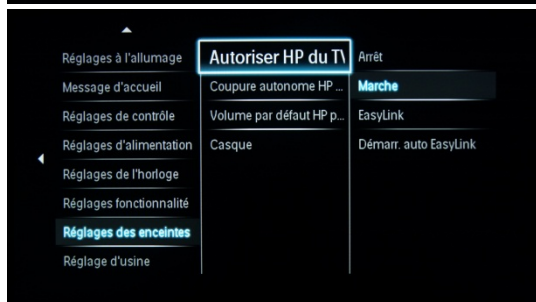 Réglages à l'allumage
Message d'accueil
Réglages de contrôle
Réglages d'alimentation
Réglages de l'horloge
Réglages fonctionnalité
Réglages des enceintes
Réglage d'usine
Autoriser HP du TV
Coupure autonome HP ...
Volume par défaut HP p...
Casque
Arrêt
Marche
EasyLink
Démarr. auto EasyLink